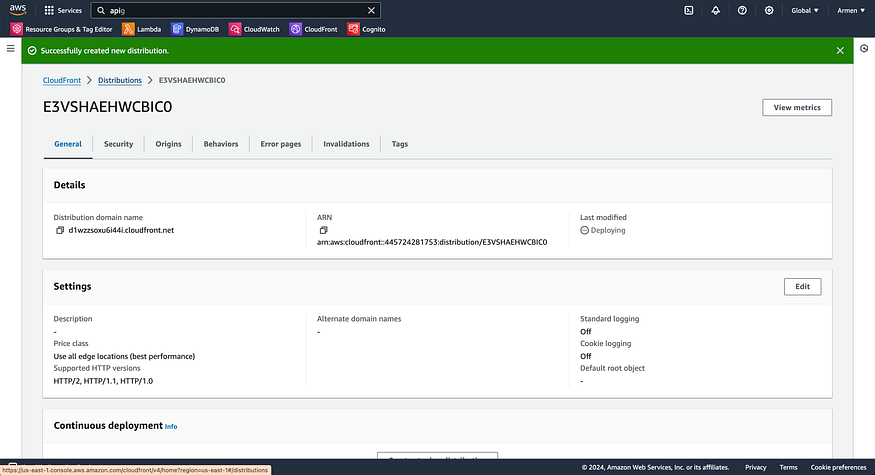 aws Services apig Global Armen
Resource Groups & Tag Editor Lambda DynamoDB CloudWatch CloudFront Cognito
Successfully created new distribution.
CloudFront Distributions E3VSHAEHWCBIC0
E3VSHAEHWCBIC0
View metrics
General Security Origins Behaviors Error pages Invalidations Tags
Details
Distribution domain name
d1wzzsoxu6i44i.cloudfront.net
ARN
arn:aws:cloudfront::445724281753:distribution/E3VSHAEHWCBIC0
Last modified
Deploying
Settings
Edit
Description
-
Price class
Use all edge locations (best performance)
Supported HTTP versions
HTTP/2, HTTP/1.1, HTTP/1.0
Alternate domain names
-
Standard logging
Off
Cookie logging
Off
Default root object
-
Continuous deployment Info
https://us-east-1.console.aws.amazon.com/cloudfront/v4/home?region=us-east-1#/distributions
© 2024, Amazon Web Services, Inc. or its affiliates. Privacy Terms Cookie preferences